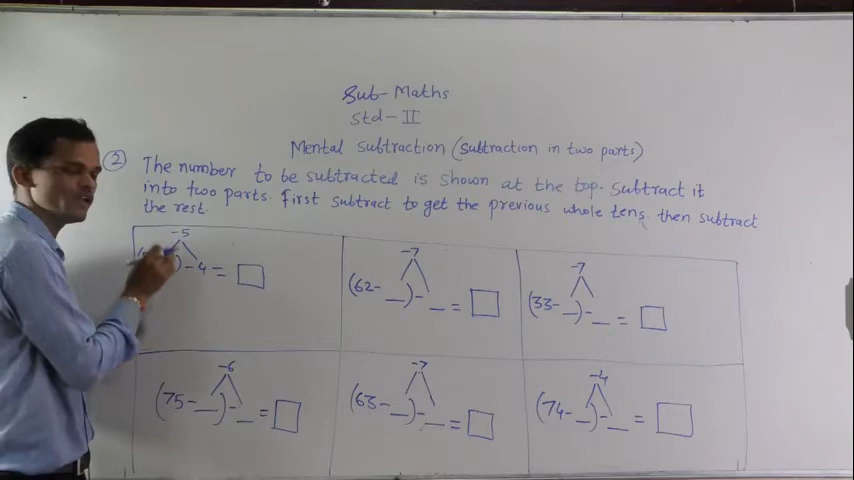 Sub-Maths
Std-II
Mental Subtraction (subtraction in two parts)
② The number to be subtracted is shown at the top. Subtract it
into two parts. First subtract to get the previous whole tens. then subtract
the rest.
-5
) - 4 = □
-7
(62-__)-__ = □
-7
(33-__)-__ = □
-6
(75-__)-__ = □
-7
(63-__)-__ = □
-4
(74-__)-__ = □